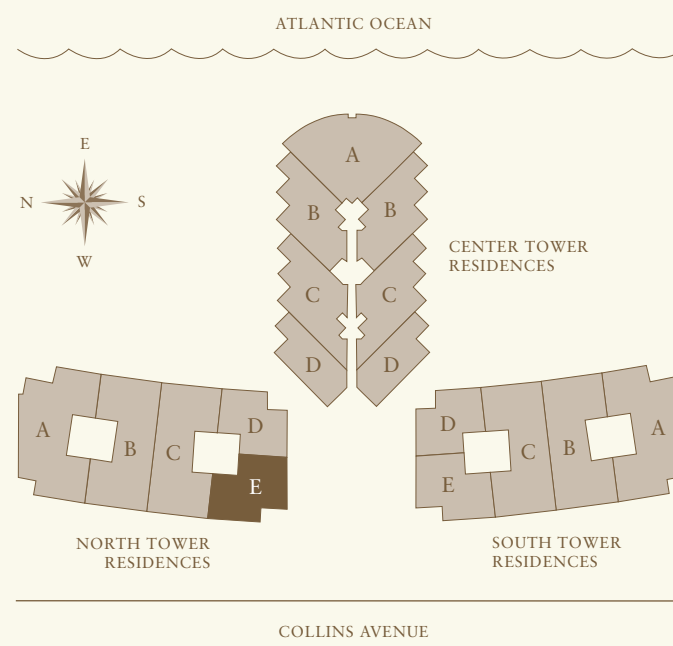 ATLANTIC OCEAN
E
N
S
W
A
B
B
CENTER TOWER
RESIDENCES
C
C
D
D
A
B
C
D
E
D
E
C
B
A
NORTH TOWER
RESIDENCES
SOUTH TOWER
RESIDENCES
COLLINS AVENUE